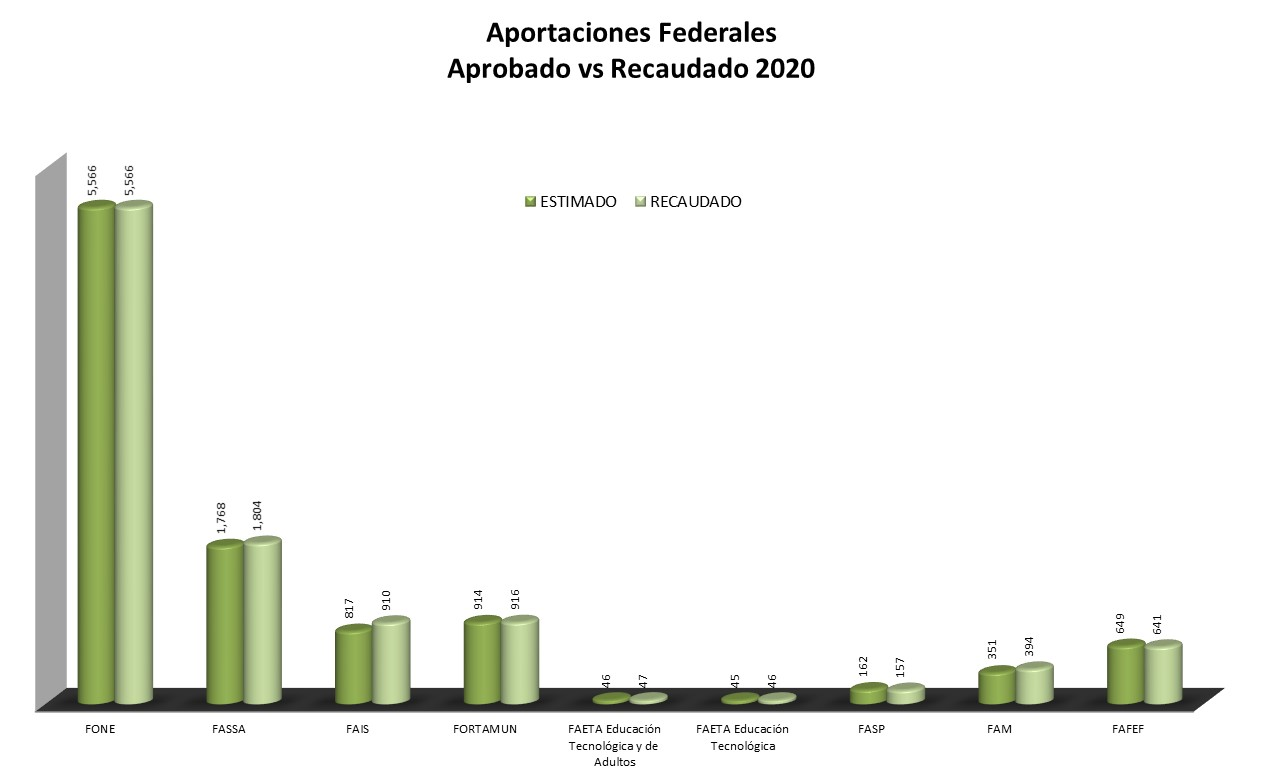 Aportaciones Federales
Aprobado vs Recaudado 2020
ESTIMADO RECAUDADO
5,566 5,566
1,768 1,804
817 910
914 916
46 47
45 46
162 157
351 394
649 641
FONE
FASSA
FAIS
FORTAMUN
FAETA Educación
Tecnológica y de
Adultos
FAETA Educación
Tecnológica
FASP
FAM
FAFEF